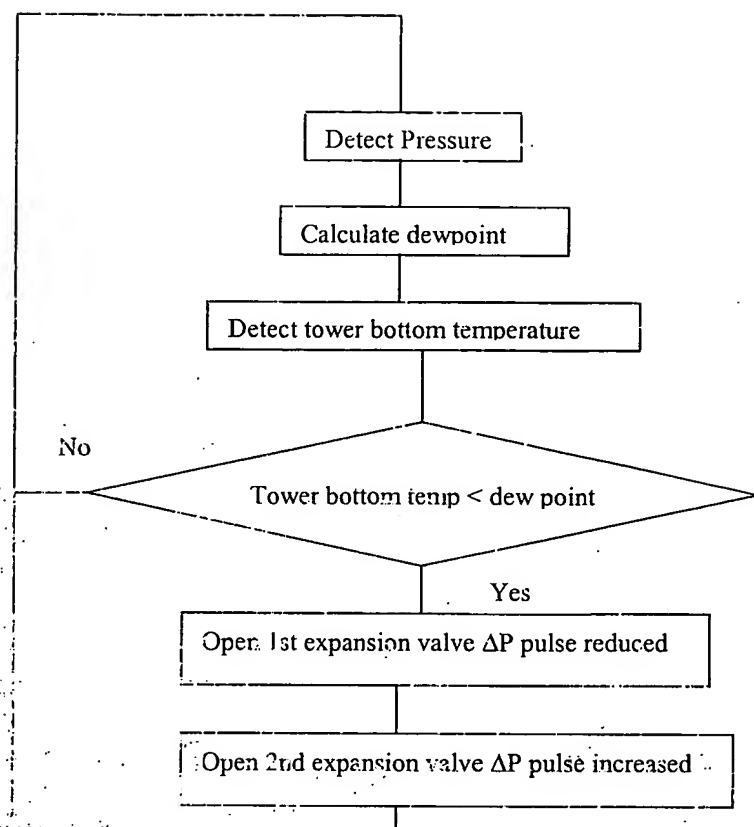 Detect Pressure
Calculate dewpoint
Detect tower bottom temperature
No
Tower bottom temp < dew point
Yes
Open 1st expansion valve ΔP pulse reduced
Open 2nd expansion valve ΔP pulse increased